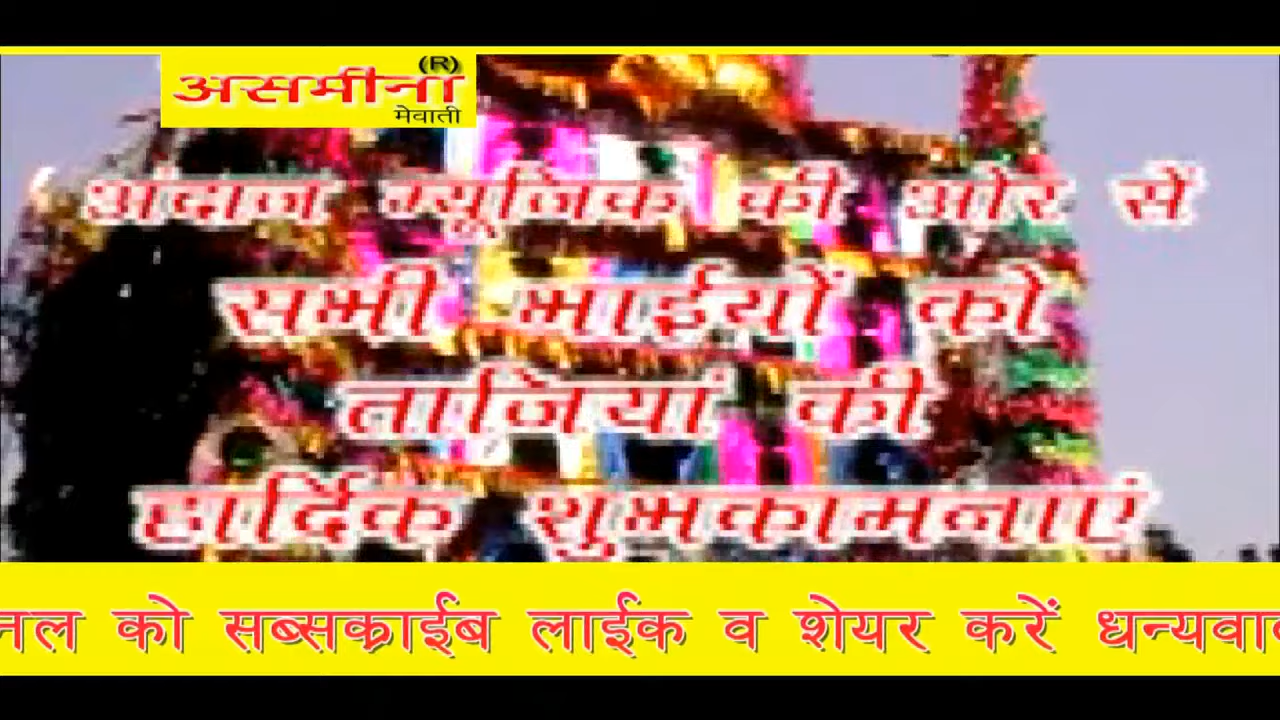 असमीना (R)
मेवाती
अंदाज म्यूजिक की ओर सें
सभी भाईयों को
ताजियां की
हार्दिक शुभकामनाएं
नल को सब्सक्राईब लाईक व शेयर करें धन्यवाद